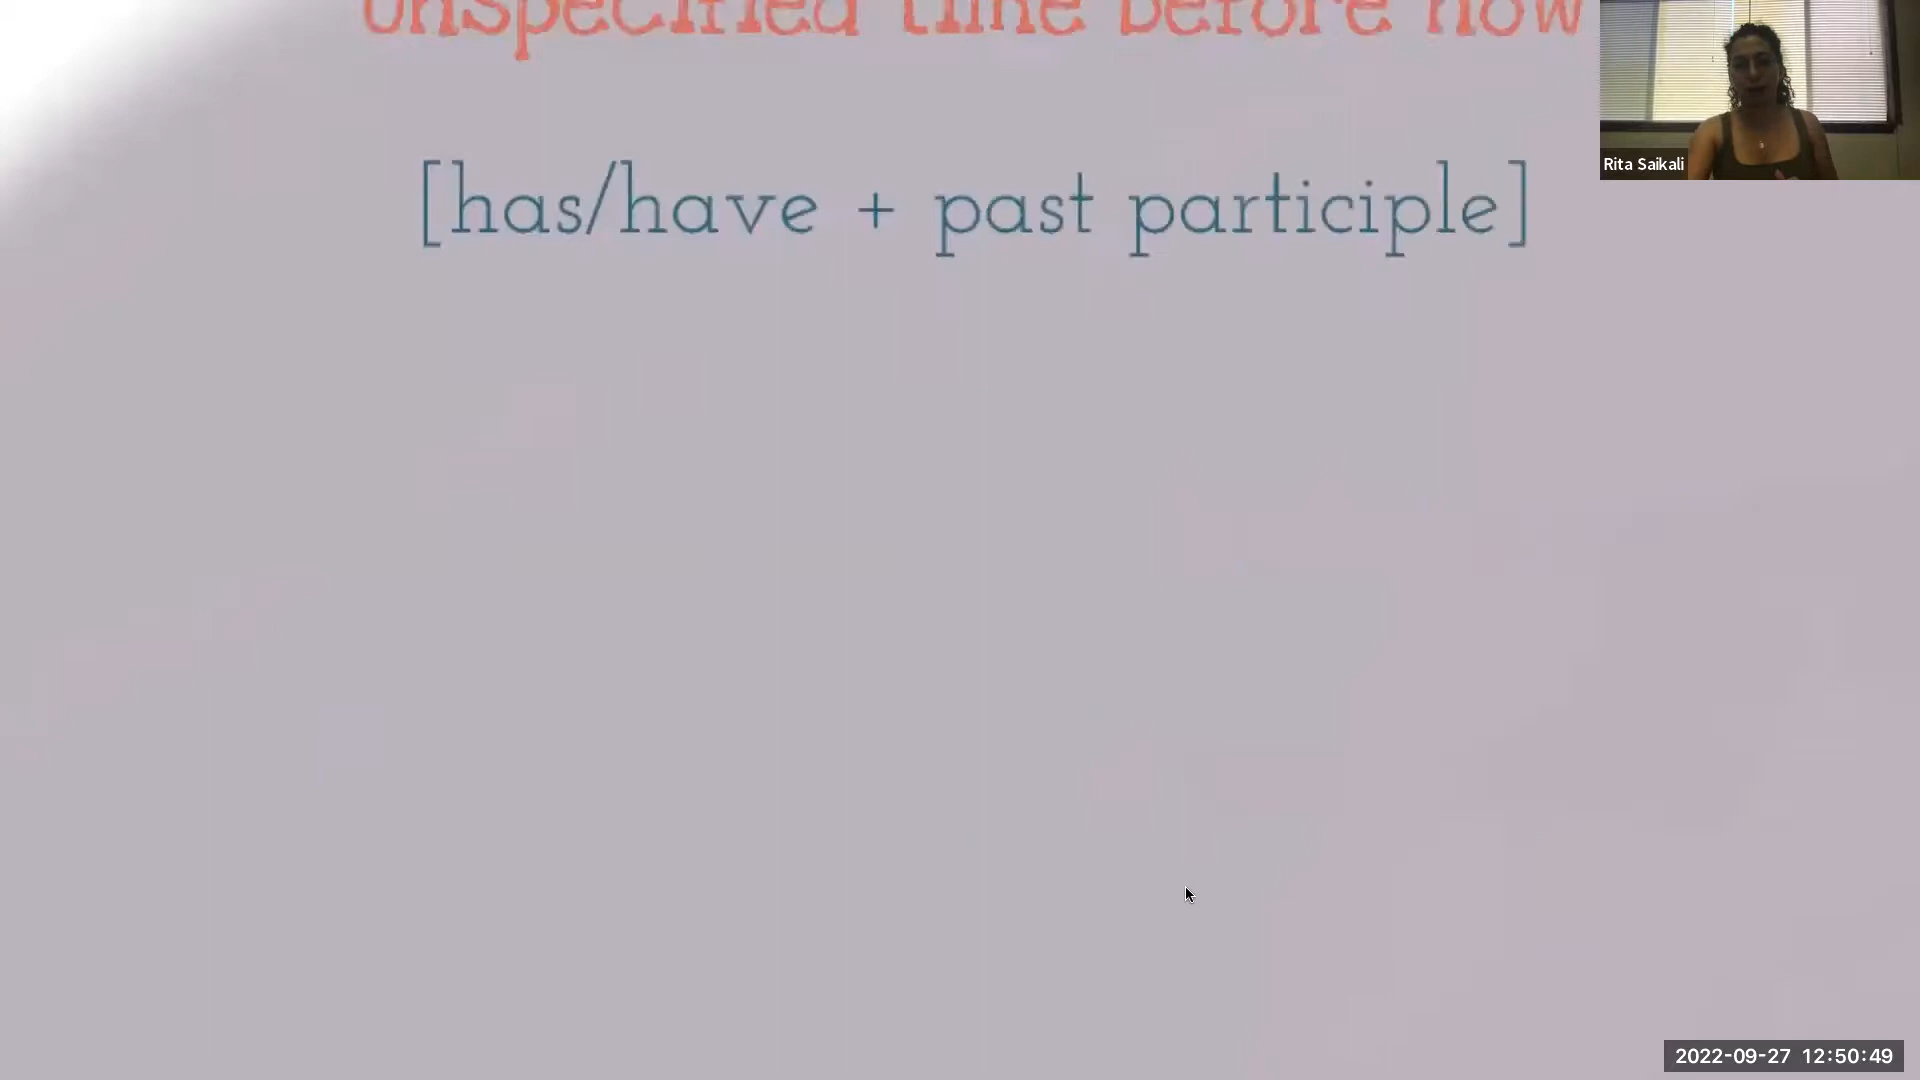 unspecified time before now
[has/have + past participle]
Rita Saikali
2022-09-27 12:50:49